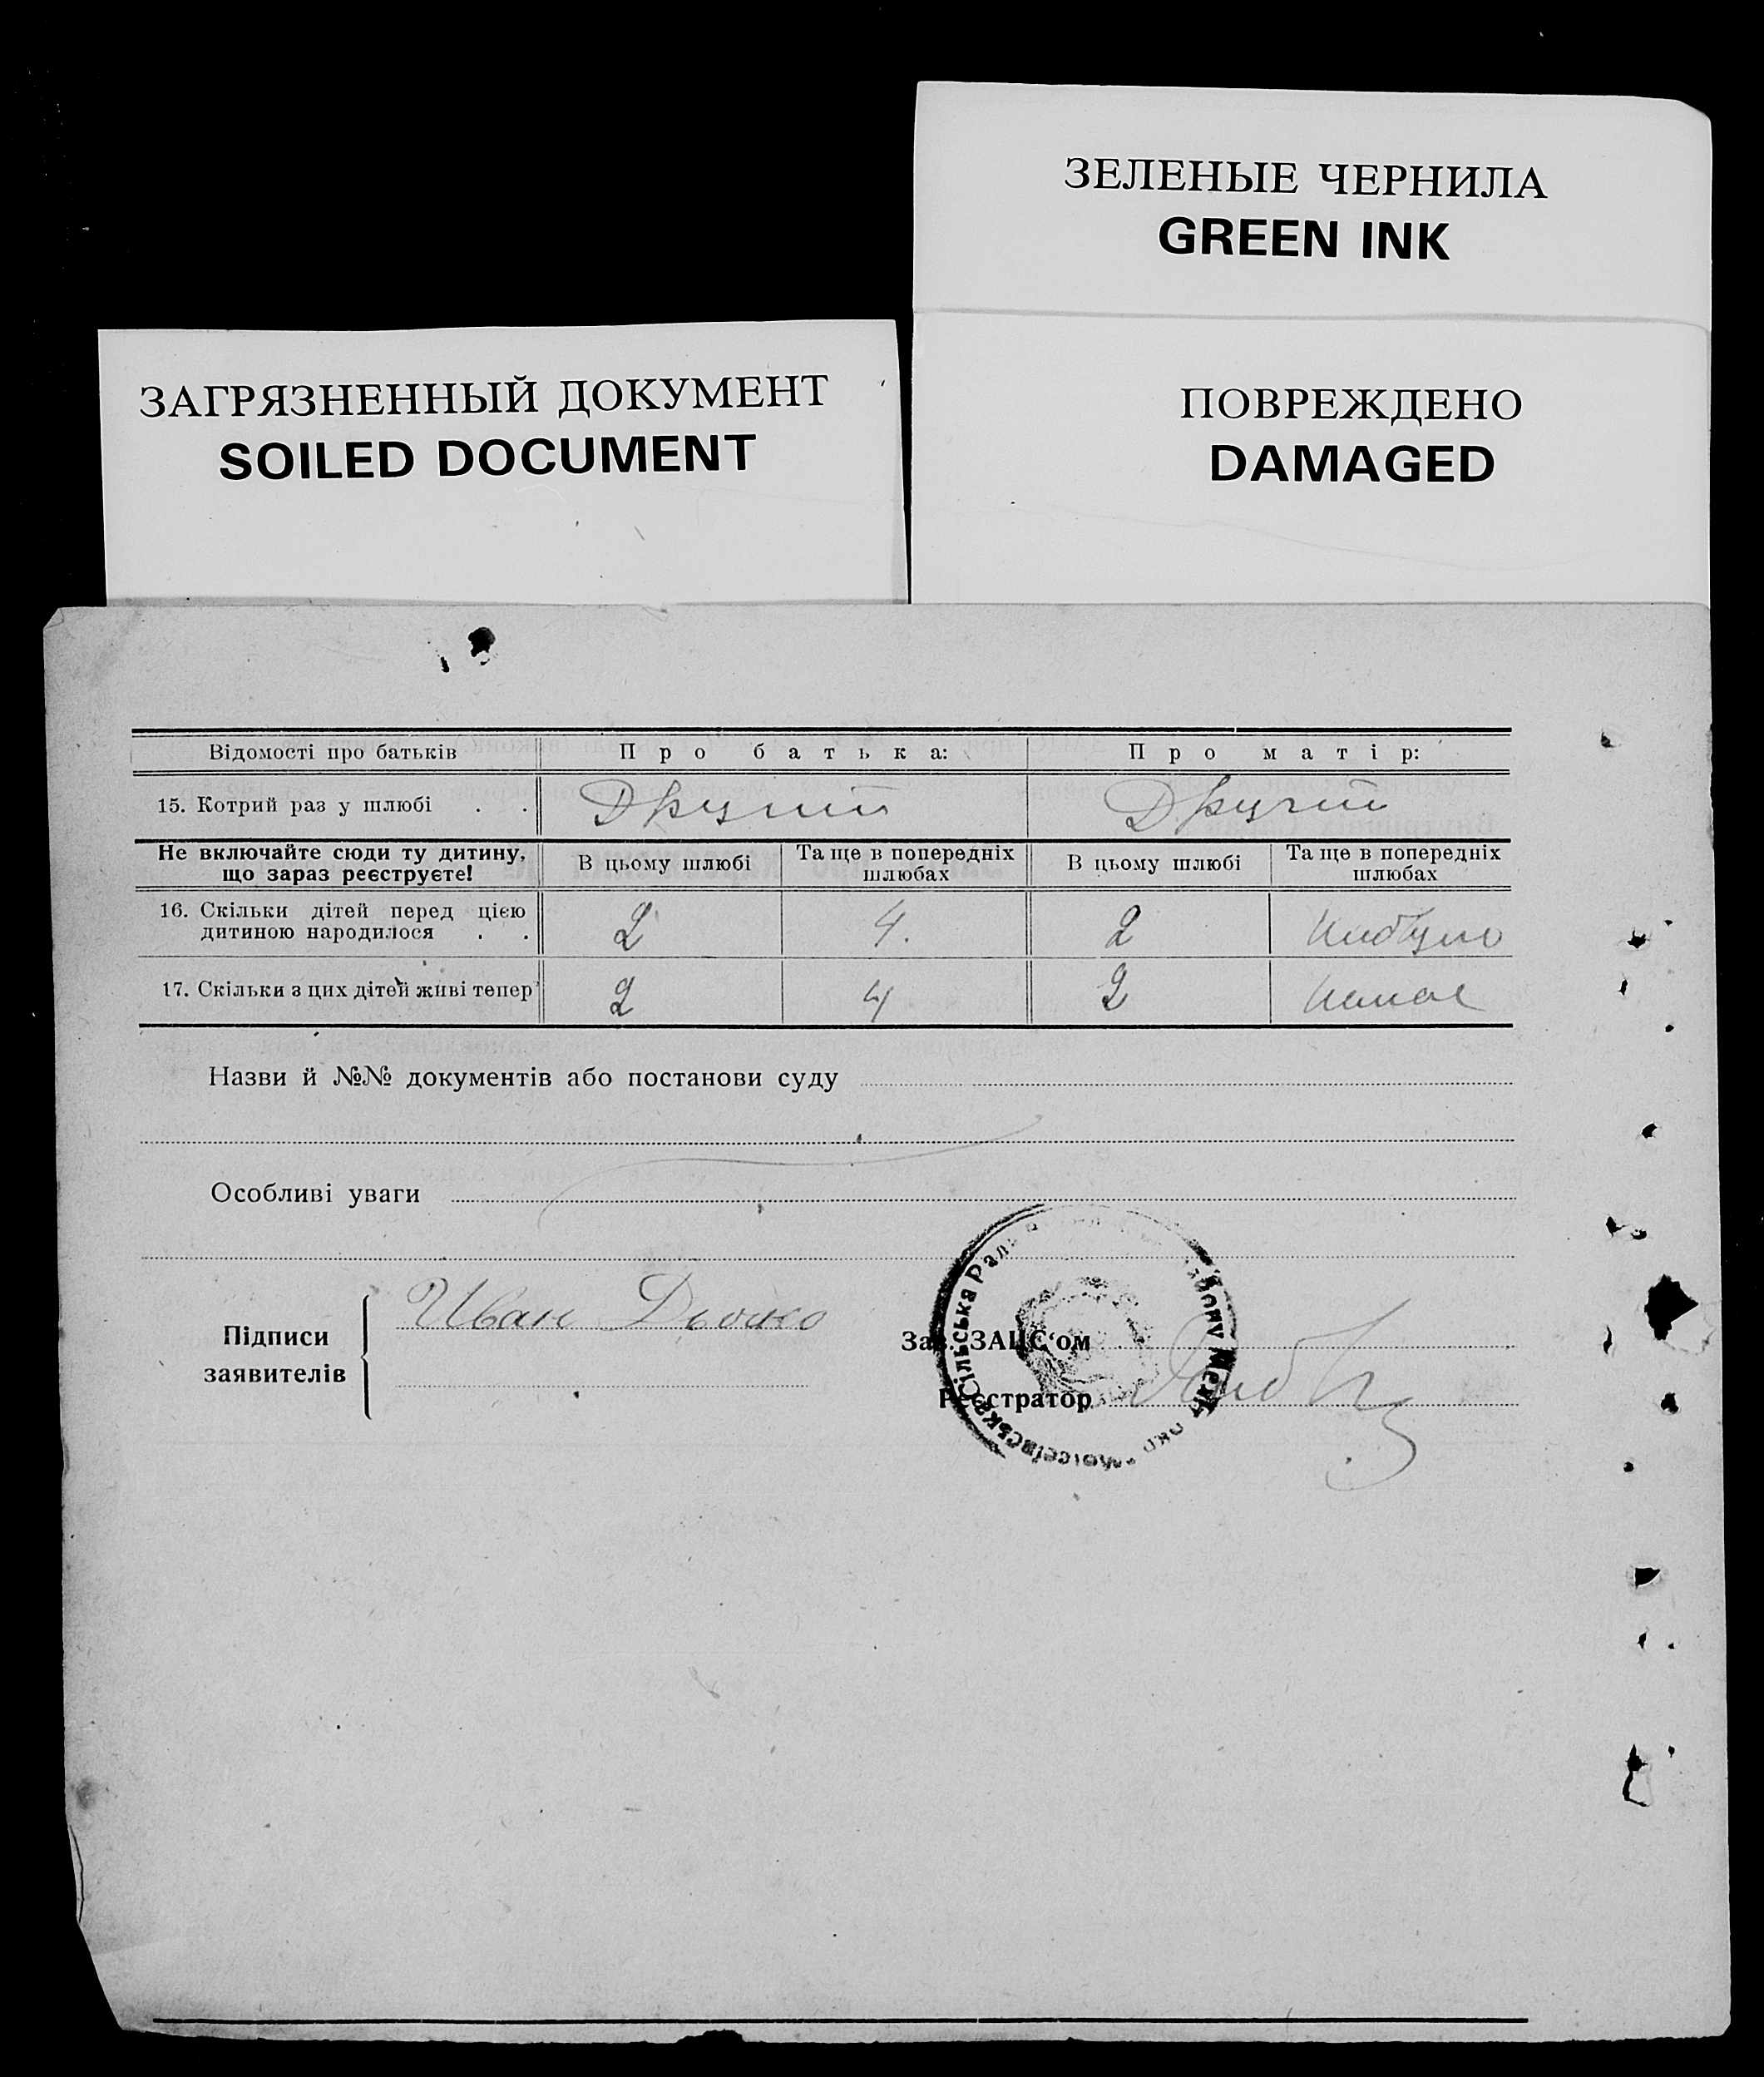 ЗЕЛЕНЫЕ ЧЕРНИЛА
GREEN INK
ЗАГРЯЗНЕННЫЙ ДОКУМЕНТ
SOILED DOCUMENT
ПОВРЕЖДЕНО
DAMAGED
Відомості про батьків Про батька: Про матір:
15. Котрий раз у шлюбі . . Другий Другий
Не включайте сюди ту дитину, що зараз реєструєте! В цьому шлюбі Та ще в попередніх шлюбах В цьому шлюбі Та ще в попередніх шлюбах
16. Скільки дітей перед цією
дитиною народилося . . 2 4. 2 нибуло
17. Скільки з цих дітей живі тепер 2 4 2 немає
Назви й №№ документів або постанови суду
Особливі уваги
Підписи
заявителів
Иван
Зав. ЗАЦС‘ом
Реєстратор
Сільська Рада